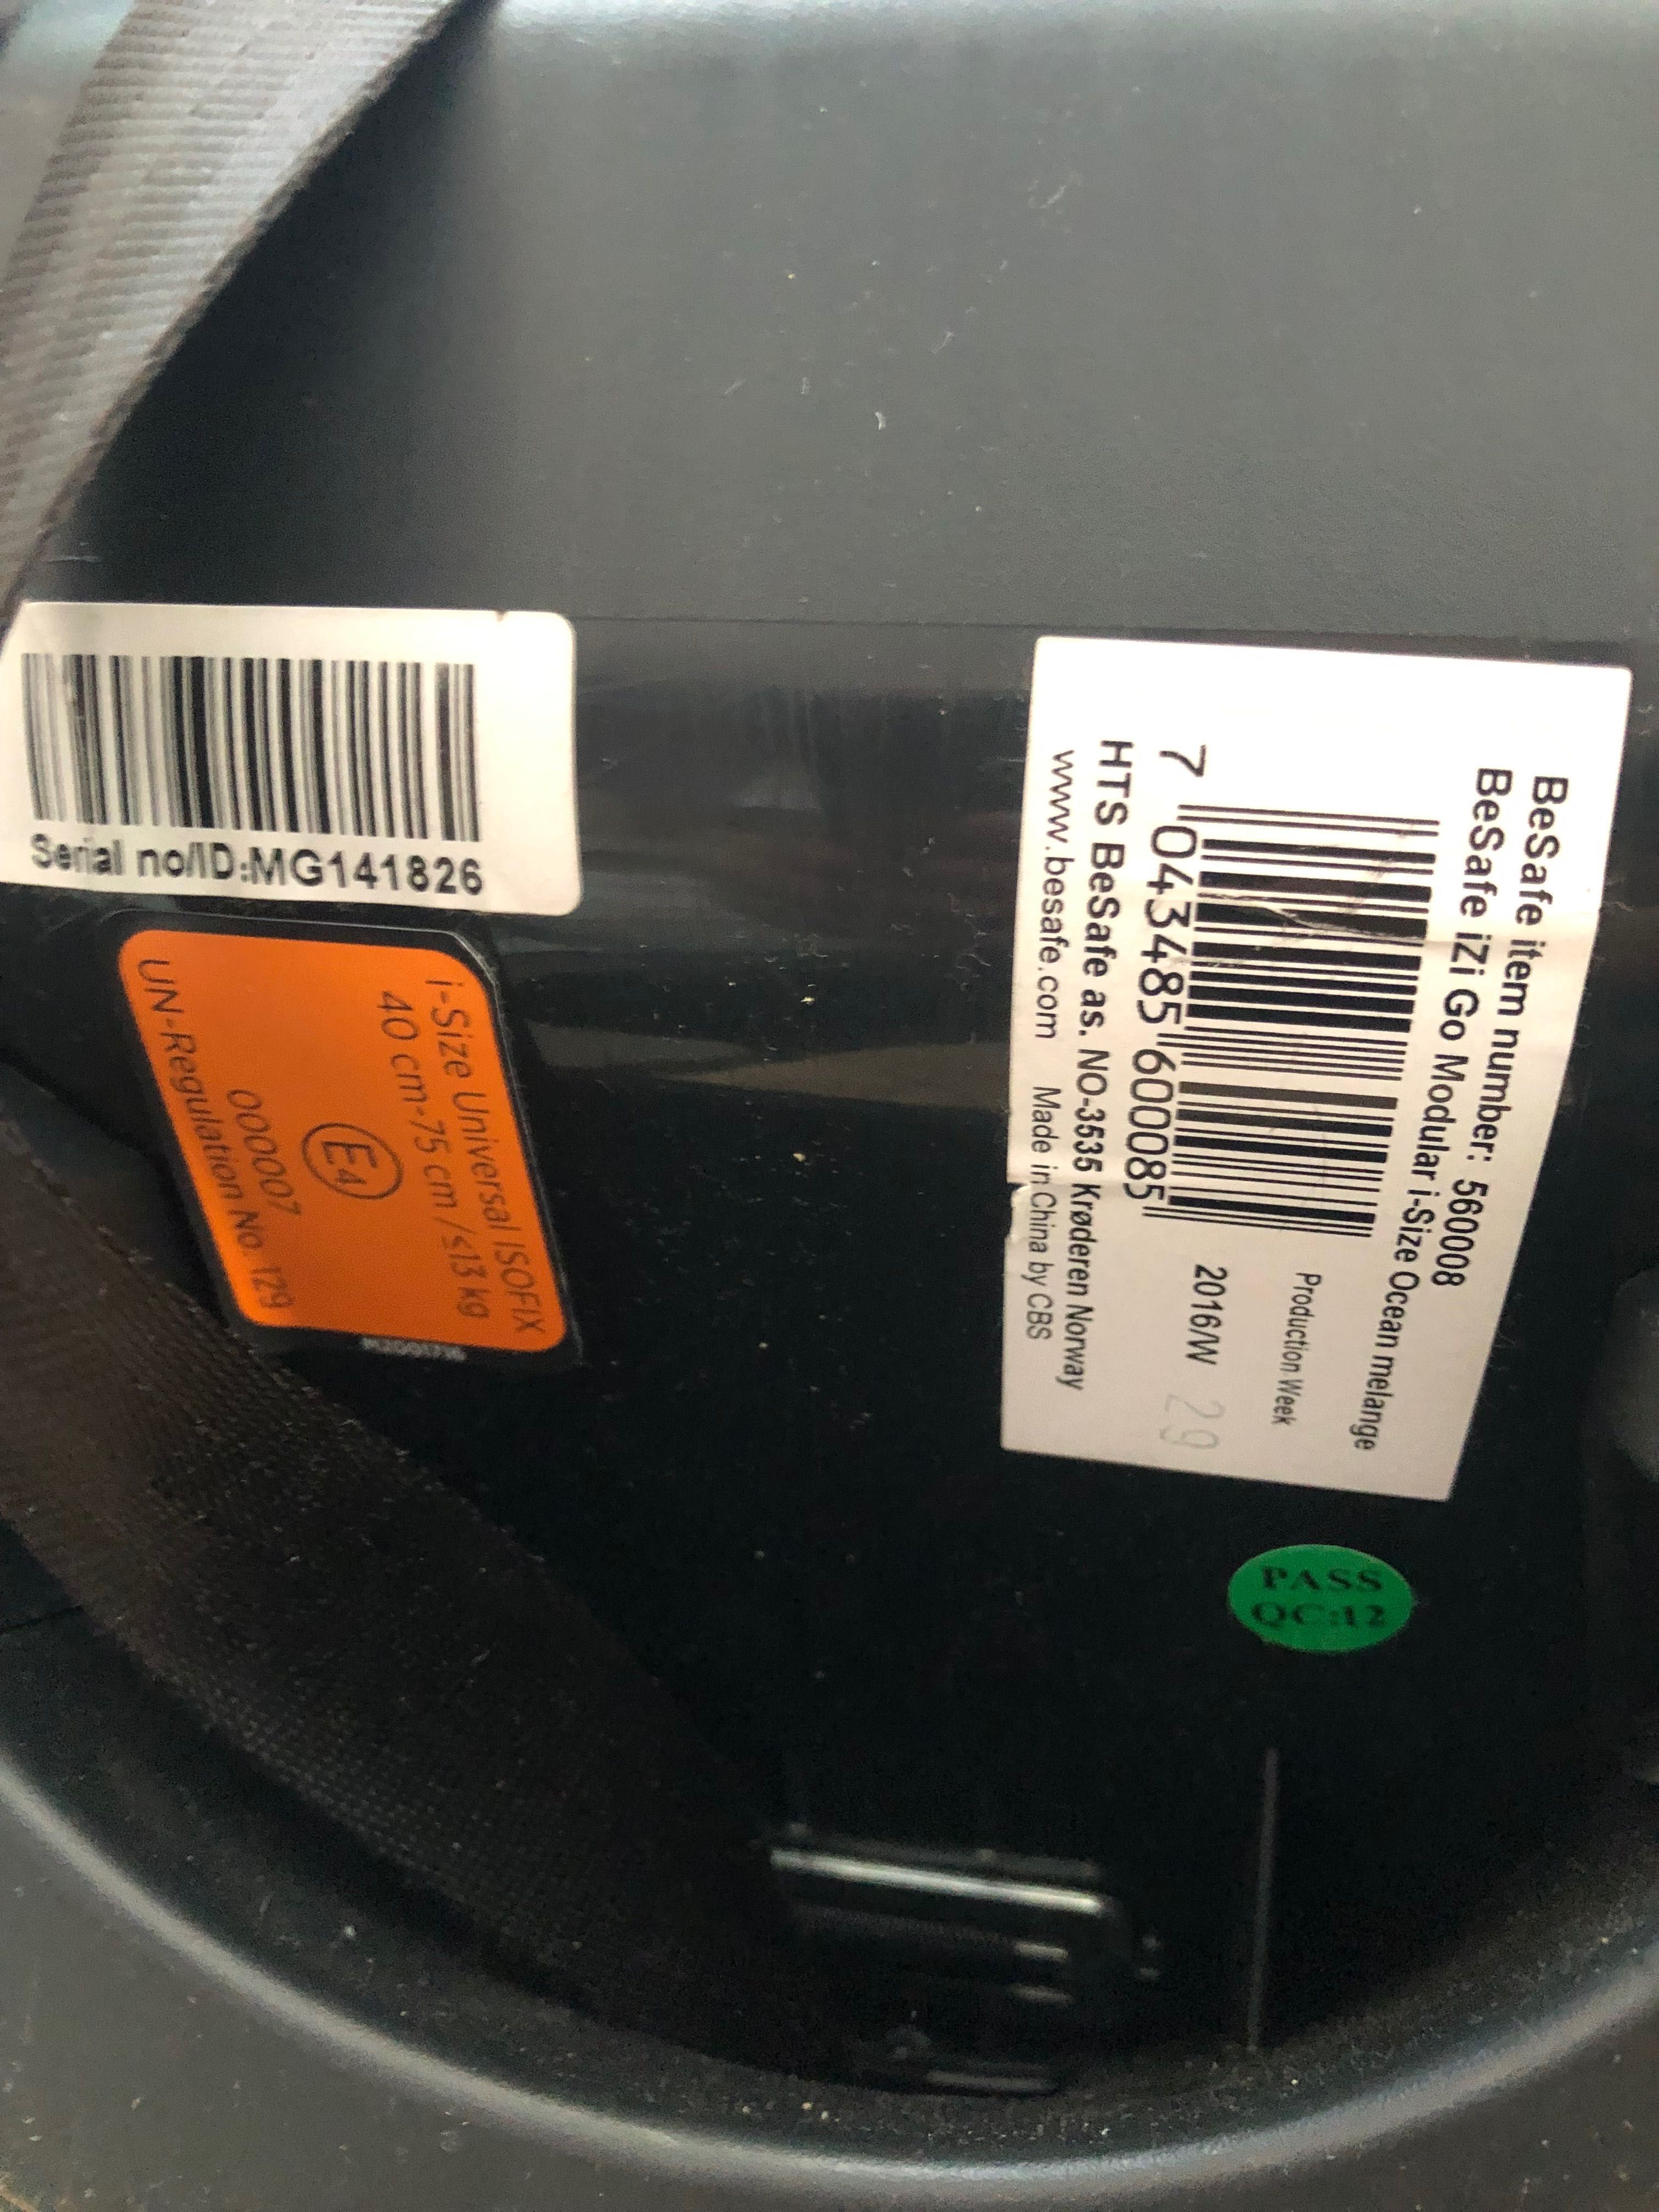 Serial no/ID:MG141826
BeSafe item number: 560008
BeSafe iZi Go Modular i-Size Ocean melange
Production Week
2016/W 29
7 043485 600085
HTS BeSafe as. NO-3535 Krøderen Norway
www.besafe.com Made in China by CBS
i-Size Universal ISOFIX
40 cm-75 cm / ≤13 kg
E4
000007
UN-Regulation No. 129
PASS
QC:12